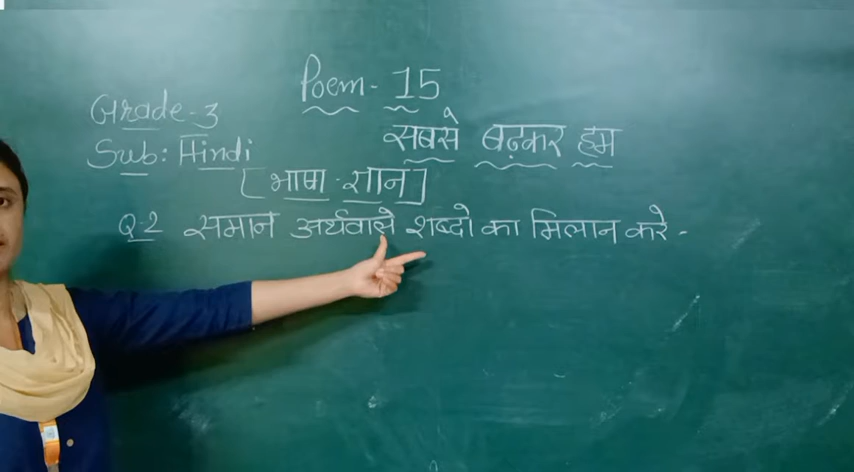 Poem - 15
Grade - 3
सबसे बढ़कर हम
Sub: Hindi
[भाषा - ज्ञान]
Q-2 समान अर्थवाले शब्दो का मिलान करे -